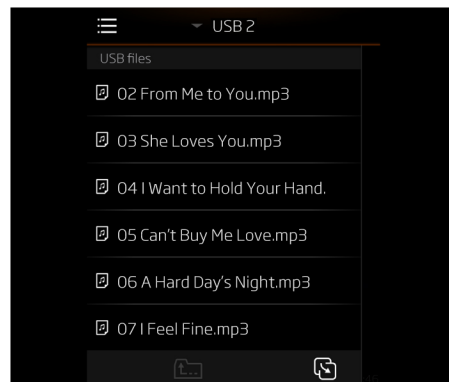 USB 2
USB files
02 From Me to You.mp3
03 She Loves You.mp3
04 I Want to Hold Your Hand.
05 Can't Buy Me Love.mp3
06 A Hard Day's Night.mp3
07 I Feel Fine.mp3